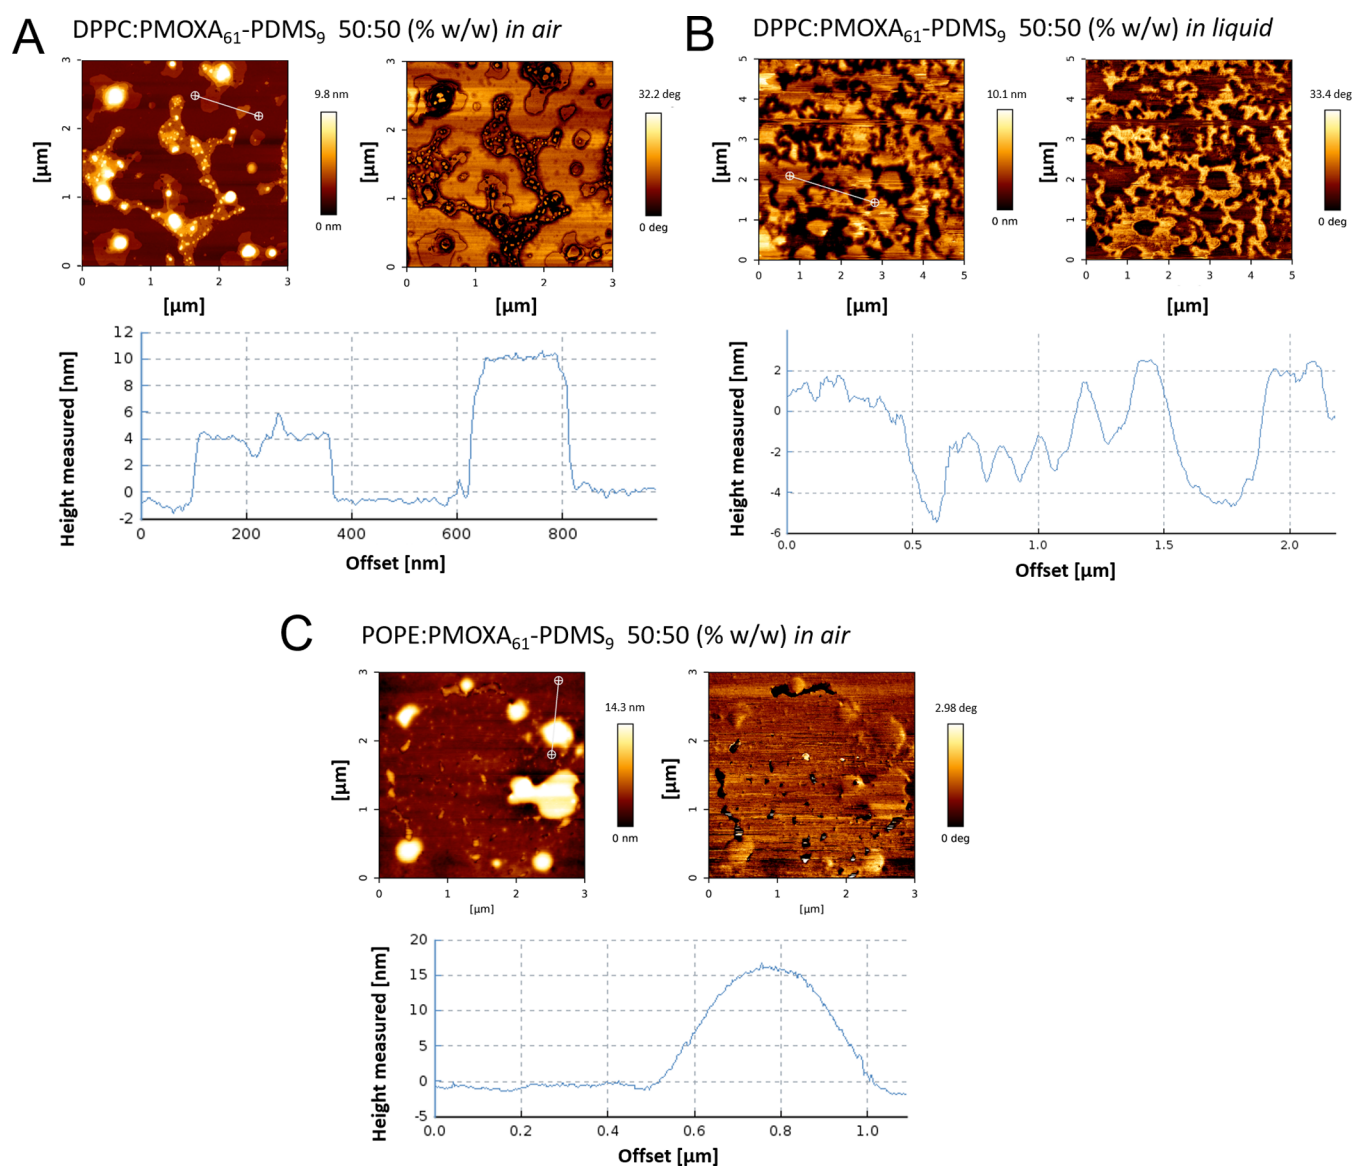 A
DPPC:PMOXA₆₁-PDMS₉ 50:50 (% w/w) in air
3
2
1
0
[µm]
0 1 2 3
[µm]
9.8 nm
0 nm
3
2
1
0
[µm]
0 1 2 3
[µm]
32.2 deg
0 deg
Height measured [nm]
12
10
8
6
4
2
0
-2
0 200 400 600 800
Offset [nm]
B
DPPC:PMOXA₆₁-PDMS₉ 50:50 (% w/w) in liquid
5
4
3
2
1
0
[µm]
0 1 2 3 4 5
[µm]
10.1 nm
0 nm
5
4
3
2
1
0
[µm]
0 1 2 3 4 5
[µm]
33.4 deg
0 deg
Height measured [nm]
2
0
-2
-4
-6
0.0 0.5 1.0 1.5 2.0
Offset [µm]
C
POPE:PMOXA₆₁-PDMS₉ 50:50 (% w/w) in air
3
2
1
0
[µm]
0 1 2 3
[µm]
14.3 nm
0 nm
3
2
1
0
[µm]
0 1 2 3
[µm]
2.98 deg
0 deg
Height measured [nm]
20
15
10
5
0
-5
0.0 0.2 0.4 0.6 0.8 1.0
Offset [µm]